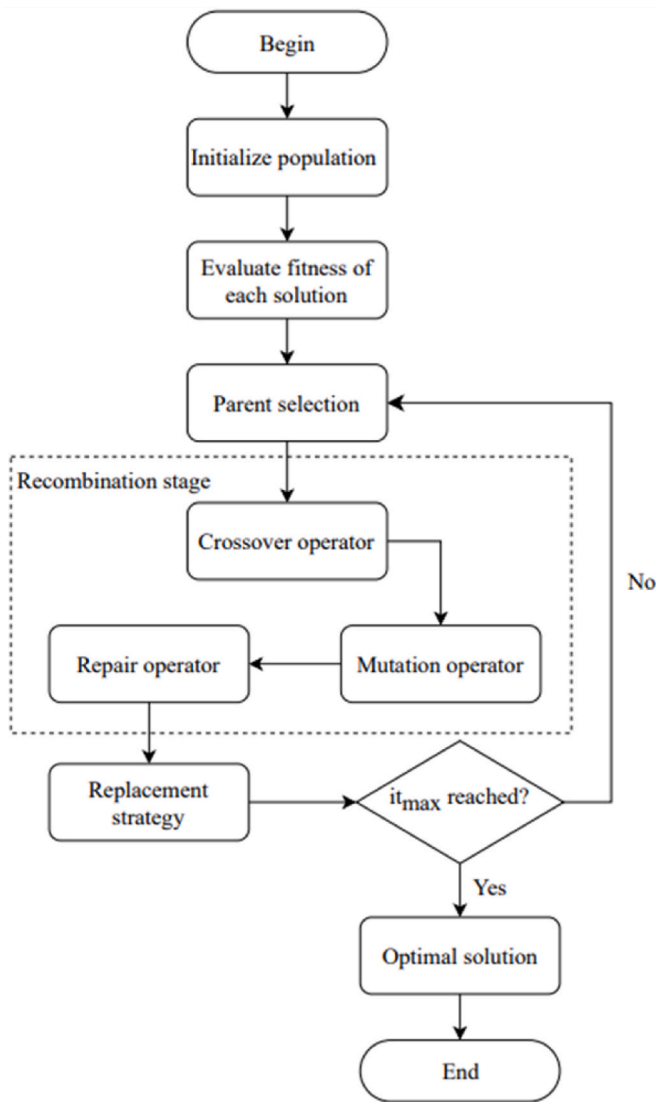 Begin
Initialize population
Evaluate fitness of
each solution
Parent selection
Recombination stage
Crossover operator
No
Repair operator
Mutation operator
Replacement
strategy
itmax reached?
Yes
Optimal solution
End